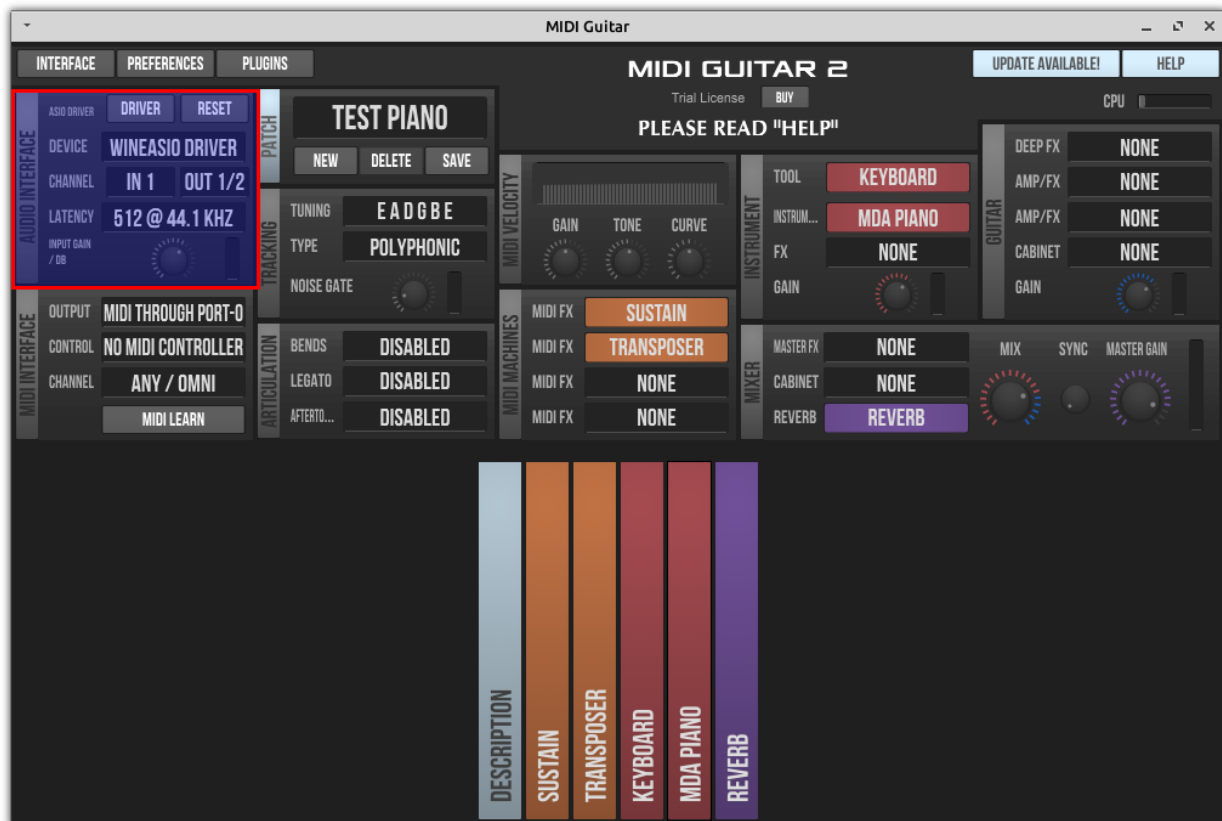 MIDI Guitar
INTERFACE PREFERENCES PLUGINS
MIDI GUITAR 2
UPDATE AVAILABLE! HELP
Trial License BUY
PLEASE READ "HELP"
CPU
AUDIO INTERFACE
ASIO DRIVER DRIVER RESET
DEVICE WINEASIO DRIVER
CHANNEL IN 1 OUT 1/2
LATENCY 512 @ 44.1 KHZ
INPUT GAIN
/ DB
MIDI INTERFACE
OUTPUT MIDI THROUGH PORT-0
CONTROL NO MIDI CONTROLLER
CHANNEL ANY / OMNI
MIDI LEARN
PATCH
TEST PIANO
NEW DELETE SAVE
TRACKING
TUNING E A D G B E
TYPE POLYPHONIC
NOISE GATE
ARTICULATION
BENDS DISABLED
LEGATO DISABLED
AFTERTO... DISABLED
MIDI VELOCITY
GAIN TONE CURVE
MIDI MACHINES
MIDI FX SUSTAIN
MIDI FX TRANSPOSER
MIDI FX NONE
MIDI FX NONE
INSTRUMENT
TOOL KEYBOARD
INSTRUM... MDA PIANO
FX NONE
GAIN
GUITAR
DEEP FX NONE
AMP/FX NONE
AMP/FX NONE
CABINET NONE
GAIN
MIXER
MASTER FX NONE
CABINET NONE
REVERB REVERB
MIX SYNC MASTER GAIN
DESCRIPTION
SUSTAIN
TRANSPOSER
KEYBOARD
MDA PIANO
REVERB